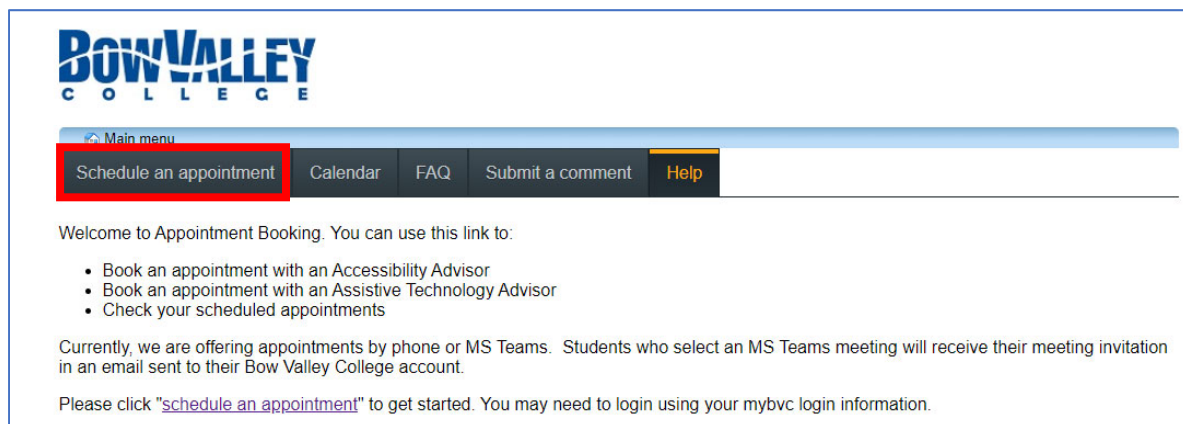 BOW VALLEY
COLLEGE
Main menu
Schedule an appointment Calendar FAQ Submit a comment Help
Welcome to Appointment Booking. You can use this link to:
• Book an appointment with an Accessibility Advisor
• Book an appointment with an Assistive Technology Advisor
• Check your scheduled appointments
Currently, we are offering appointments by phone or MS Teams.  Students who select an MS Teams meeting will receive their meeting invitation
in an email sent to their Bow Valley College account.
Please click "schedule an appointment" to get started. You may need to login using your mybvc login information.